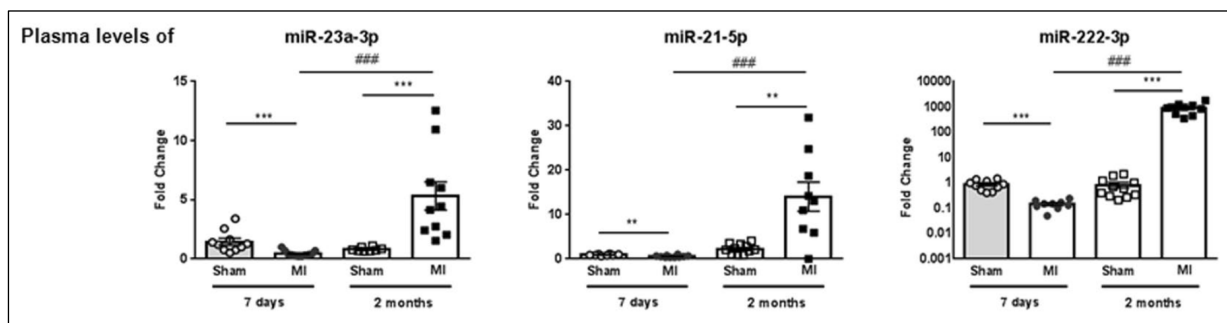 Plasma levels of
miR-23a-3p
###
***
***
15
10
5
0
Fold Change
Sham
MI
Sham
MI
7 days
2 months
miR-21-5p
###
**
**
40
30
20
10
0
Fold Change
Sham
MI
Sham
MI
7 days
2 months
miR-222-3p
###
***
***
10000
1000
100
10
1
0.1
0.01
0.001
Fold Change
Sham
MI
Sham
MI
7 days
2 months